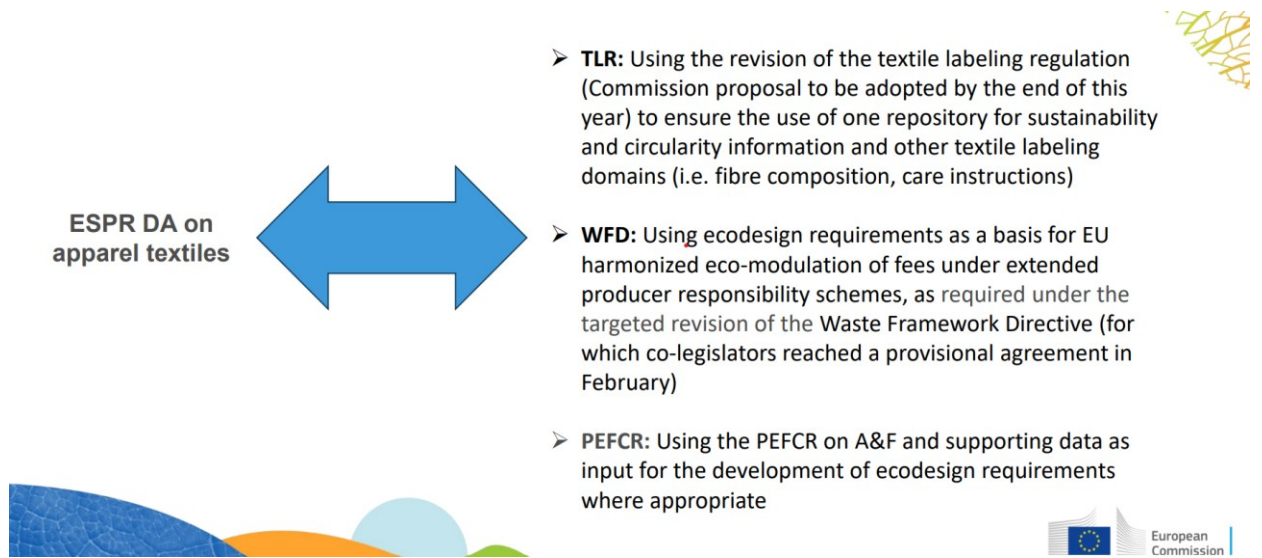 ESPR DA on
apparel textiles
➢ TLR: Using the revision of the textile labeling regulation
(Commission proposal to be adopted by the end of this
year) to ensure the use of one repository for sustainability
and circularity information and other textile labeling
domains (i.e. fibre composition, care instructions)
➢ WFD: Using ecodesign requirements as a basis for EU
harmonized eco-modulation of fees under extended
producer responsibility schemes, as required under the
targeted revision of the Waste Framework Directive (for
which co-legislators reached a provisional agreement in
February)
➢ PEFCR: Using the PEFCR on A&F and supporting data as
input for the development of ecodesign requirements
where appropriate
European
Commission